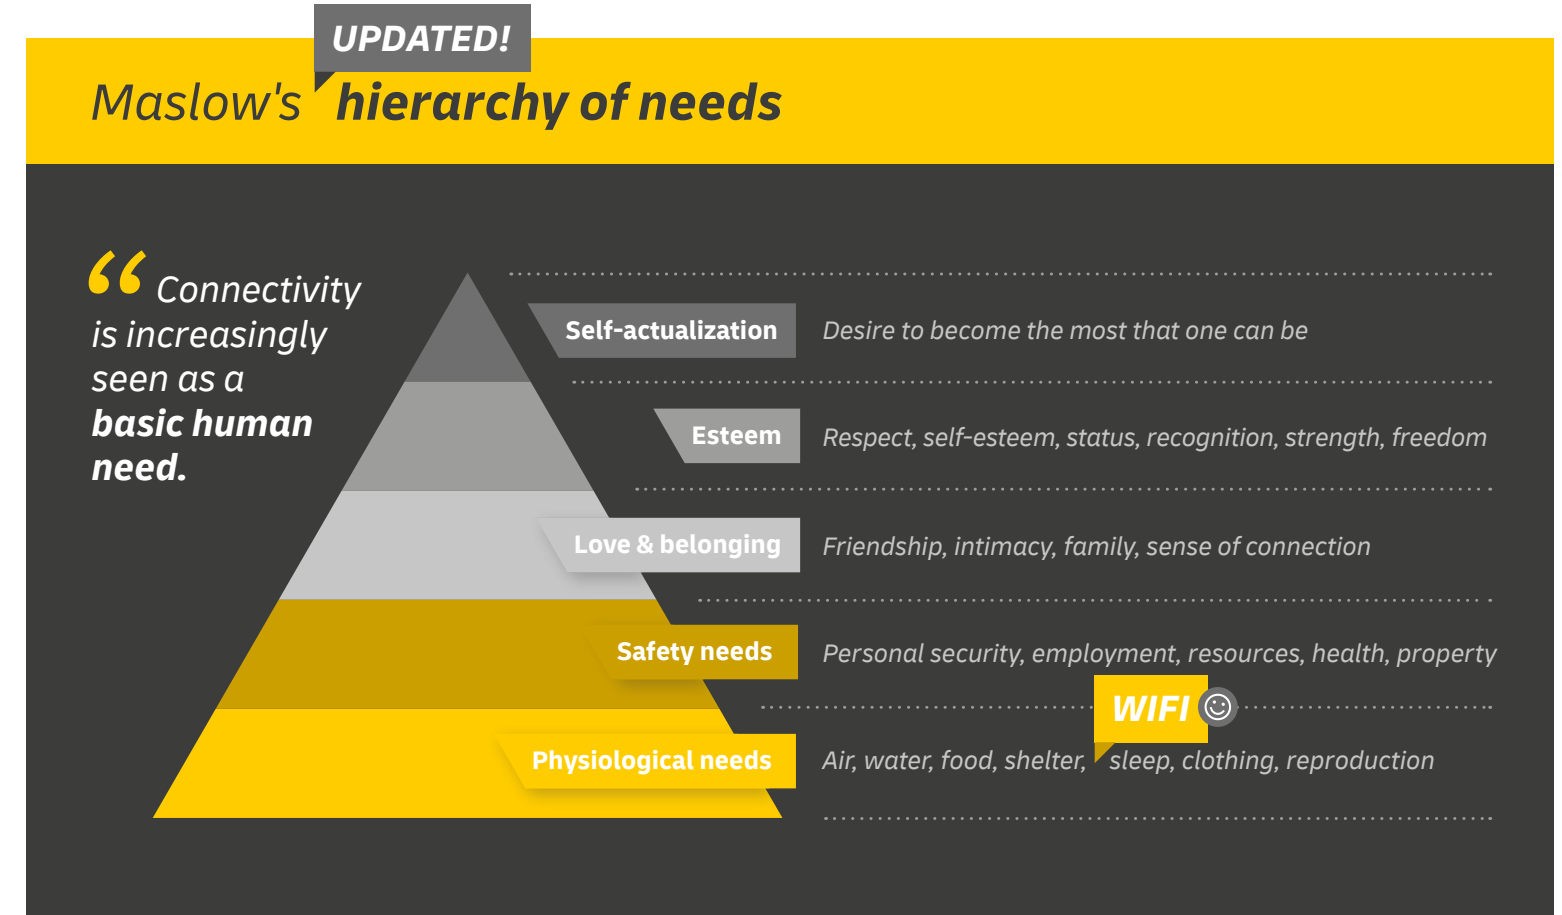 UPDATED!
Maslow's hierarchy of needs
“ Connectivity
is increasingly
seen as a
basic human
need.
Self-actualization Desire to become the most that one can be
Esteem Respect, self-esteem, status, recognition, strength, freedom
Love & belonging Friendship, intimacy, family, sense of connection
Safety needs Personal security, employment, resources, health, property
WIFI
Physiological needs Air, water, food, shelter, sleep, clothing, reproduction